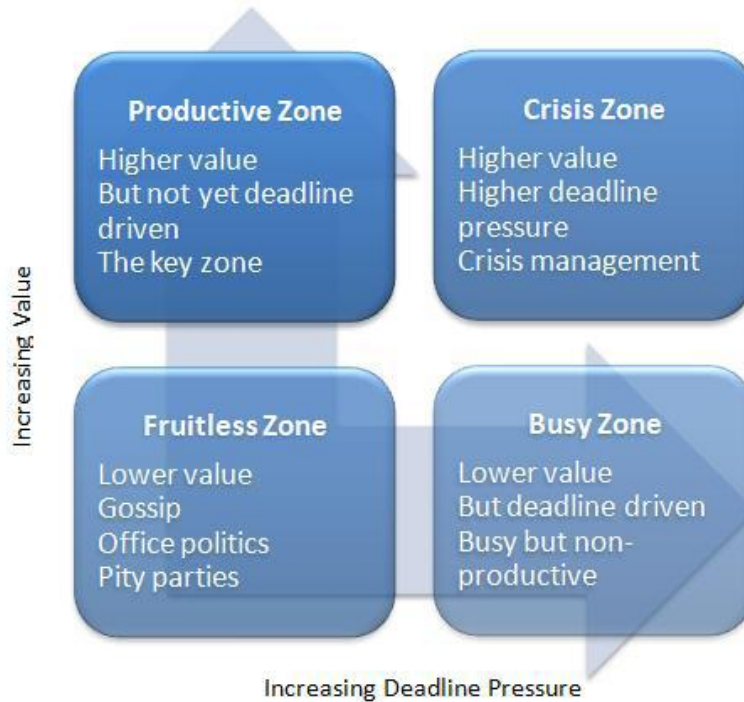 Productive Zone
Higher value
But not yet deadline
driven
The key zone
Crisis Zone
Higher value
Higher deadline
pressure
Crisis management
Increasing Value
Fruitless Zone
Lower value
Gossip
Office politics
Pity parties
Busy Zone
Lower value
But deadline driven
Busy but non-
productive
Increasing Deadline Pressure